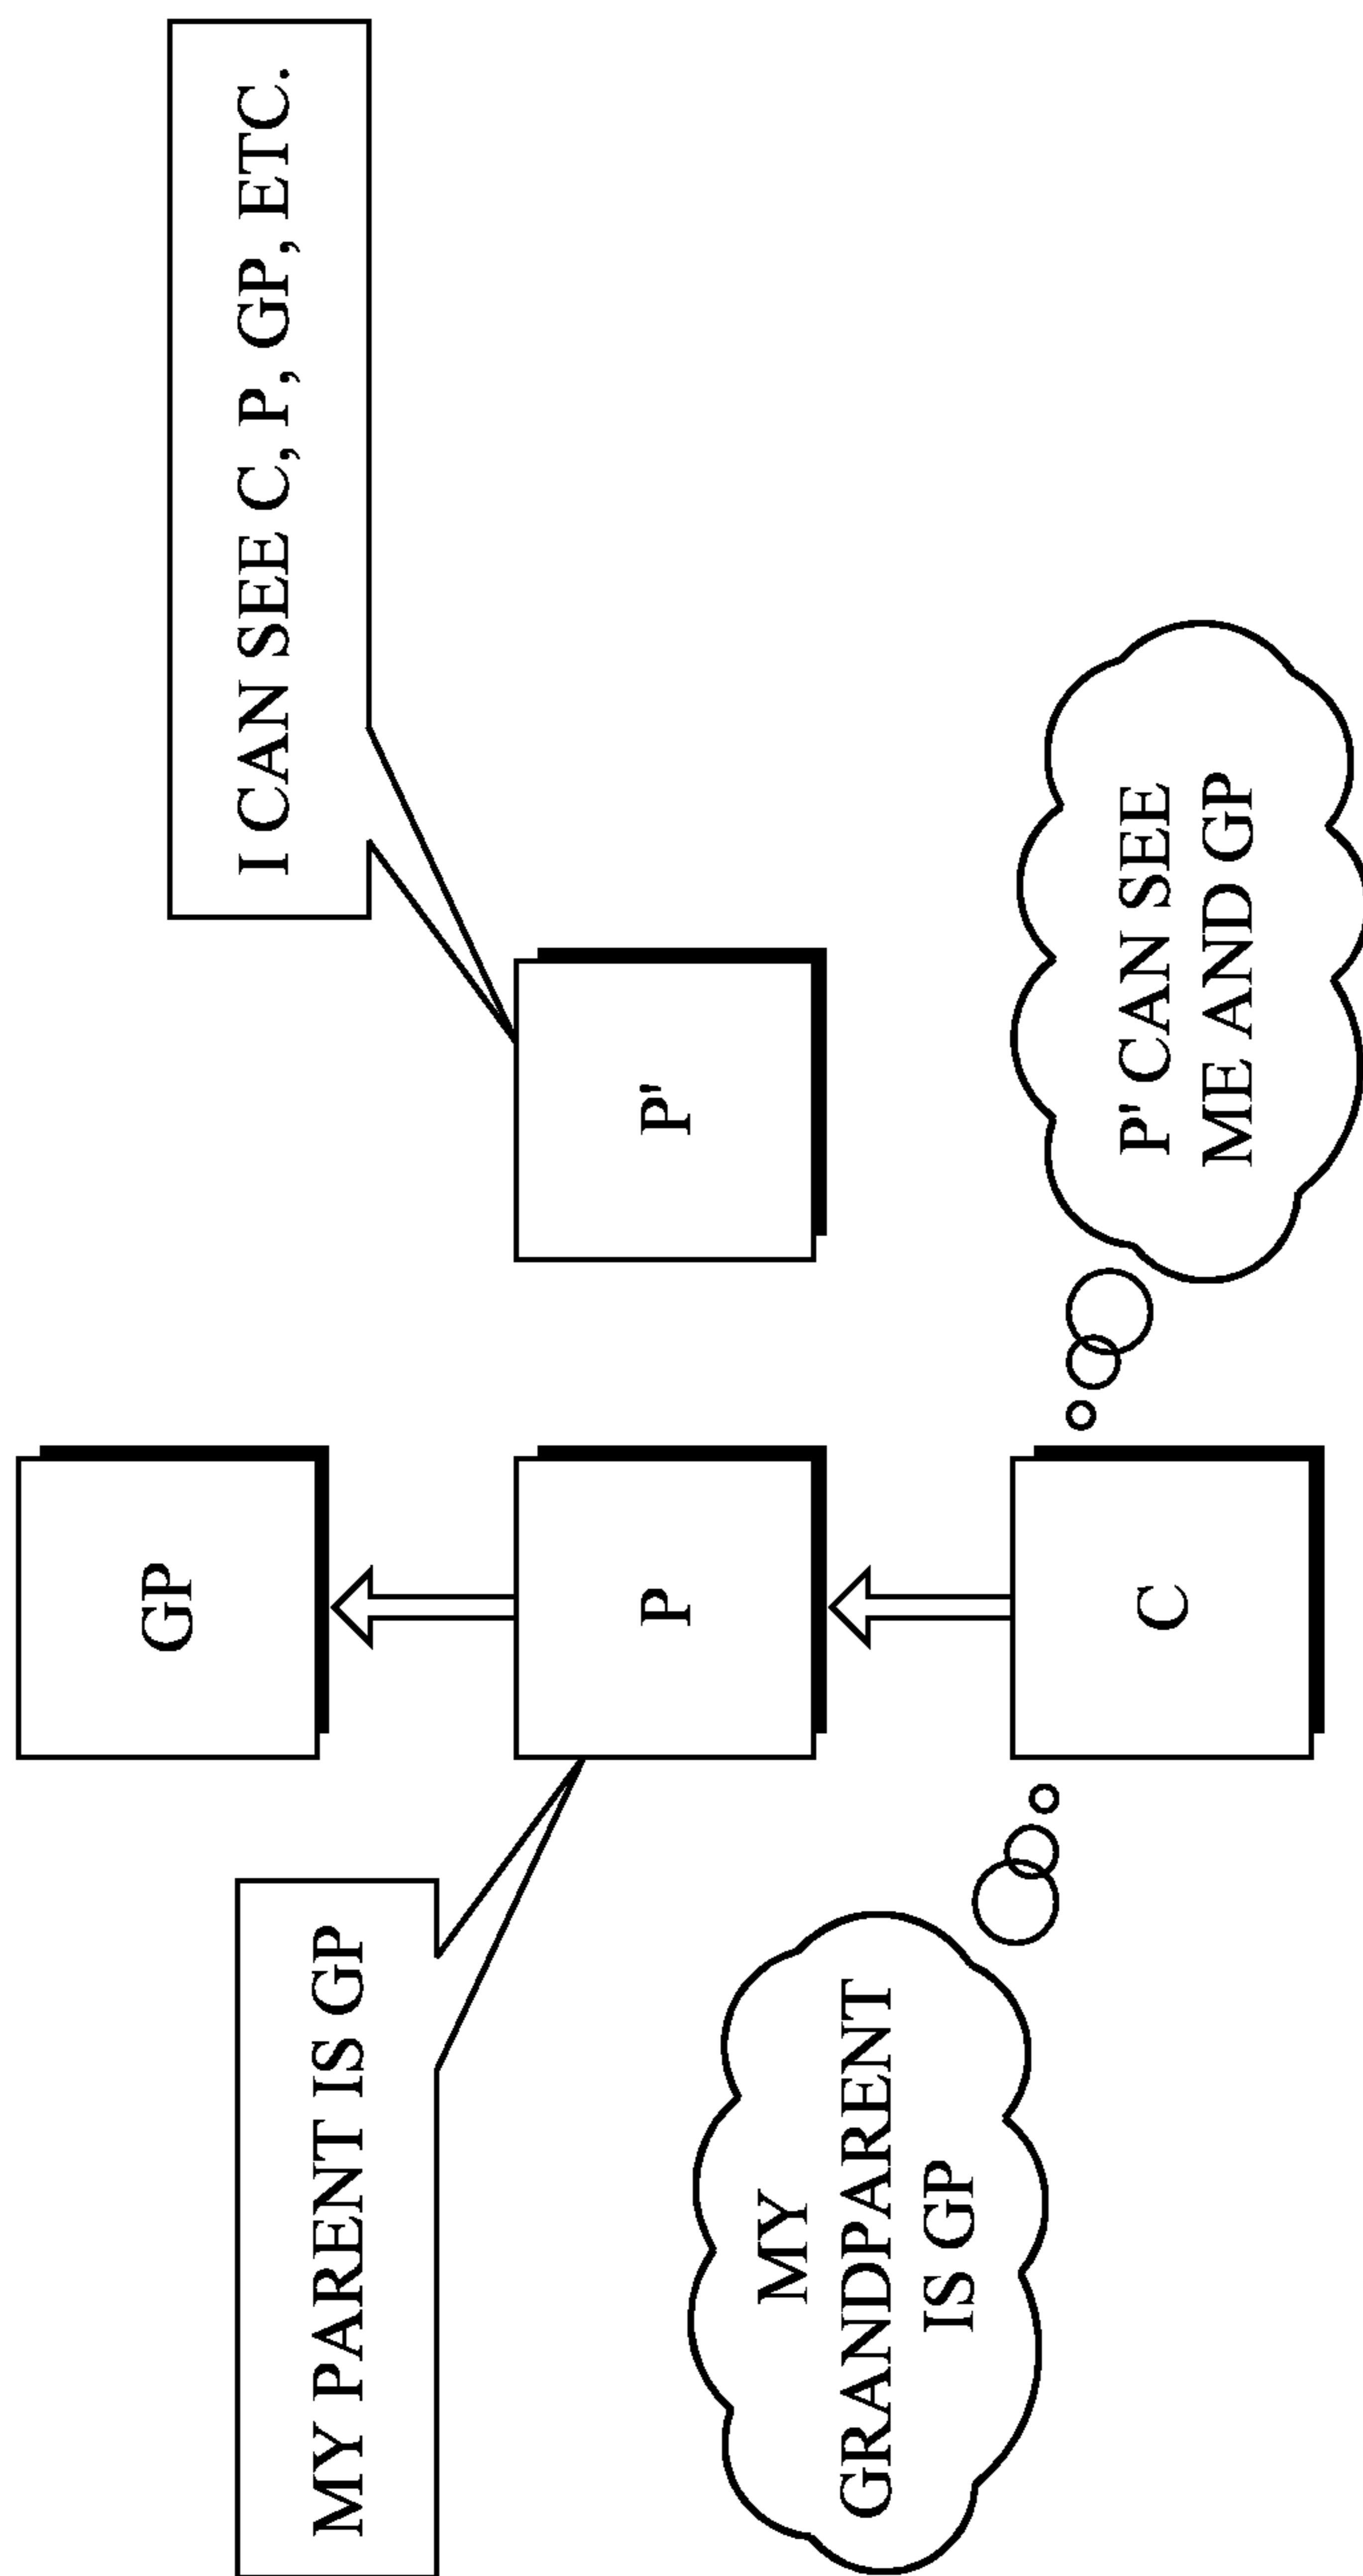 GP
MY PARENT IS GP
I CAN SEE C, P, GP, ETC.
P
P'
MY
GRANDPARENT
IS GP
C
P' CAN SEE
ME AND GP